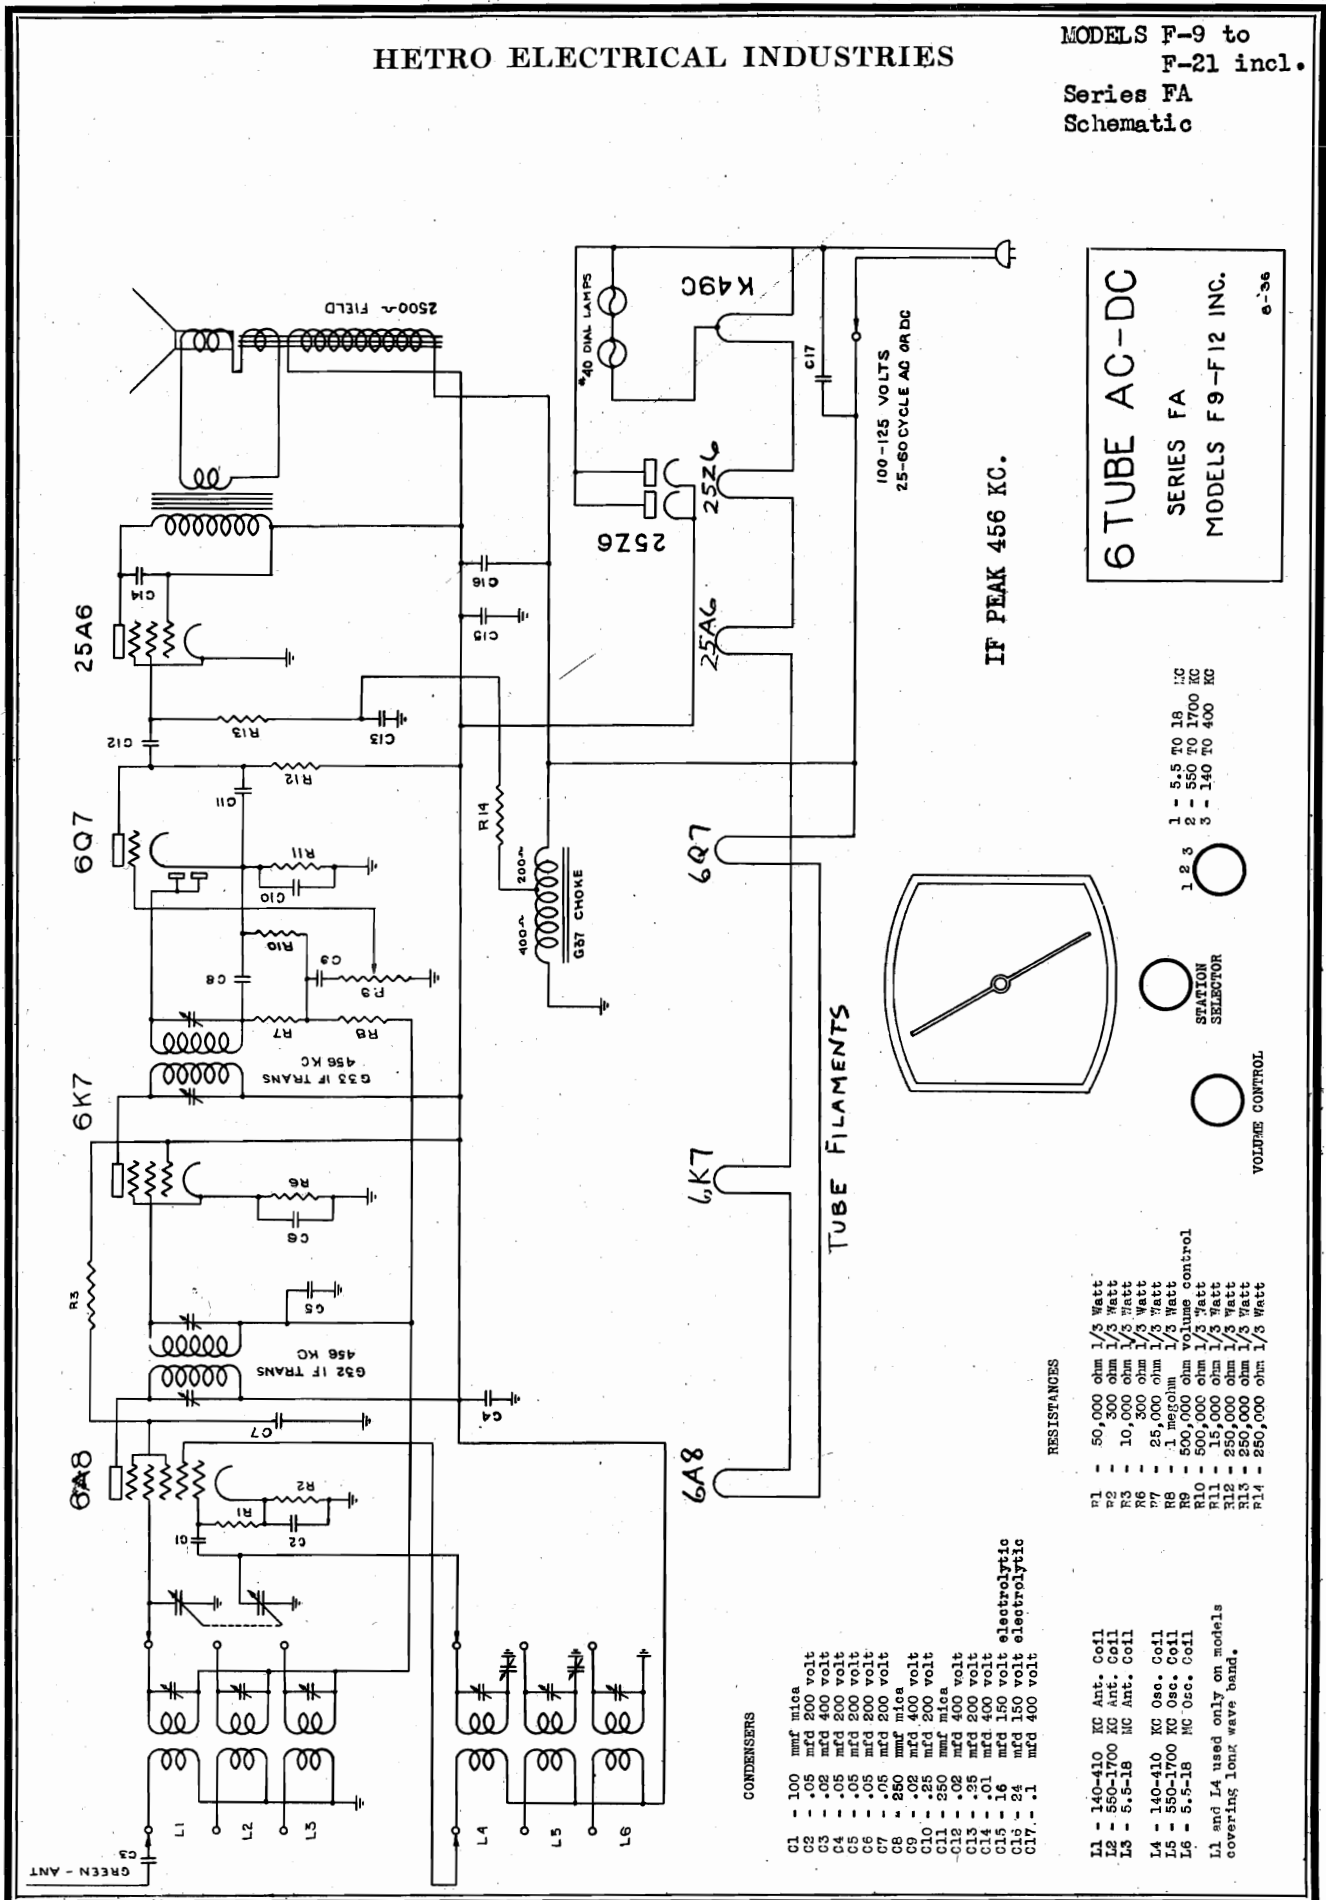 HETRO ELECTRICAL INDUSTRIES
MODELS F-9 to
F-21 incl.
Series FA
Schematic
GREEN - ANT
C3
L1
L2
L3
L4
L5
L6
6A8
C1
R1
C2
R2
C7
C4
R3
G32 IF TRANS
456 KC
C5
6K7
C6
R6
G33 IF TRANS
456 KC
R7
R8
C8
R10
C9
R9
6Q7
C10
R11
C11
R12
C12
R13
C13
R14
25A6
C14
C15
C16
2500~ FIELD
400~
200~
G37 CHOKE
#40 DIAL LAMPS
K49C
25Z6
25Z6
25A6
6Q7
6K7
6A8
TUBE FILAMENTS
C17
100-125 VOLTS
25-60 CYCLE AC OR DC
IF PEAK 456 KC.
6 TUBE AC-DC
SERIES FA
MODELS F9-F12 INC.
6-'36
1 2 3
1 - 5.5 TO 18
2 - 550 TO 1700 KC
3 - 140 TO 400 KC
STATION
SELECTOR
VOLUME CONTROL
CONDENSERS
C1 - 100 mmf mica
C2 - .05 mfd 200 volt
C3 - .02 mfd 400 volt
C4 - .05 mfd 200 volt
C5 - .05 mfd 200 volt
C6 - .05 mfd 200 volt
C7 - .05 mfd 200 volt
C8 - 250 mmf mica
C9 - .02 mfd 400 volt
C10 - .25 mfd 200 volt
C11 - 250 mmf mica
C12 - .02 mfd 400 volt
C13 - .25 mfd 200 volt
C14 - .01 mfd 400 volt
C15 - 16 mfd 150 volt electrolytic
C16 - 24 mfd 150 volt electrolytic
C17 - .1 mfd 400 volt
RESISTANCES
R1 - 50,000 ohm 1/3 Watt
R2 - 300 ohm 1/3 Watt
R3 - 10,000 ohm 1/3 Watt
R6 - 300 ohm 1/3 Watt
R7 - 25,000 ohm 1/3 Watt
R8 - 1 megohm 1/3 Watt
R9 - 500,000 ohm volume control
R10 - 500,000 ohm 1/3 Watt
R11 - 15,000 ohm 1/3 Watt
R12 - 250,000 ohm 1/3 Watt
R13 - 250,000 ohm 1/3 Watt
R14 - 250,000 ohm 1/3 Watt
L1 - 140-410 KC Ant. Coil
L2 - 550-1700 KC Ant. Coil
L3 - 5.5-18 MC Ant. Coil
L4 - 140-410 KC Osc. Coil
L5 - 550-1700 KC Osc. Coil
L6 - 5.5-18 MC Osc. Coil
L1 and L4 used only on models
covering long wave band.